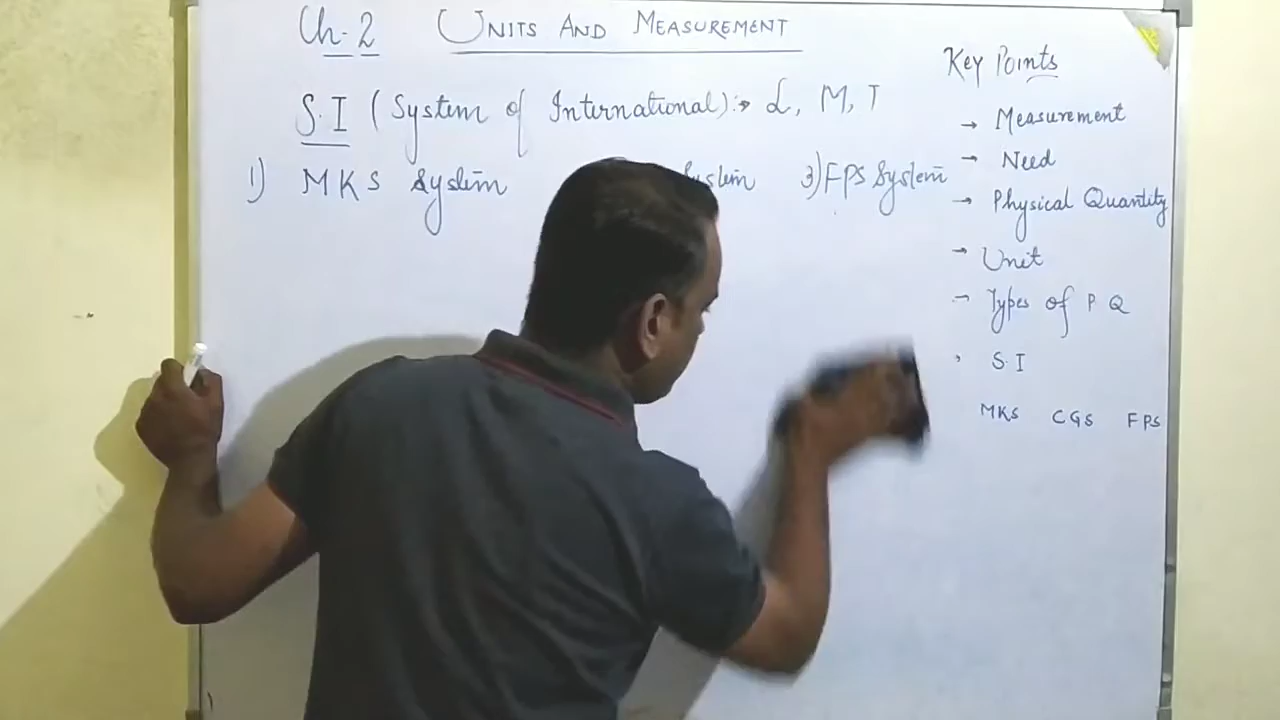 Ch-2 UNITS AND MEASUREMENT
S.I (System of International):→ L, M, T
1) MKS System System 3) FPS System
Key Points
→ Measurement
→ Need
→ Physical Quantity
→ Unit
→ Types of P Q
S.I
MKS CGS FPS